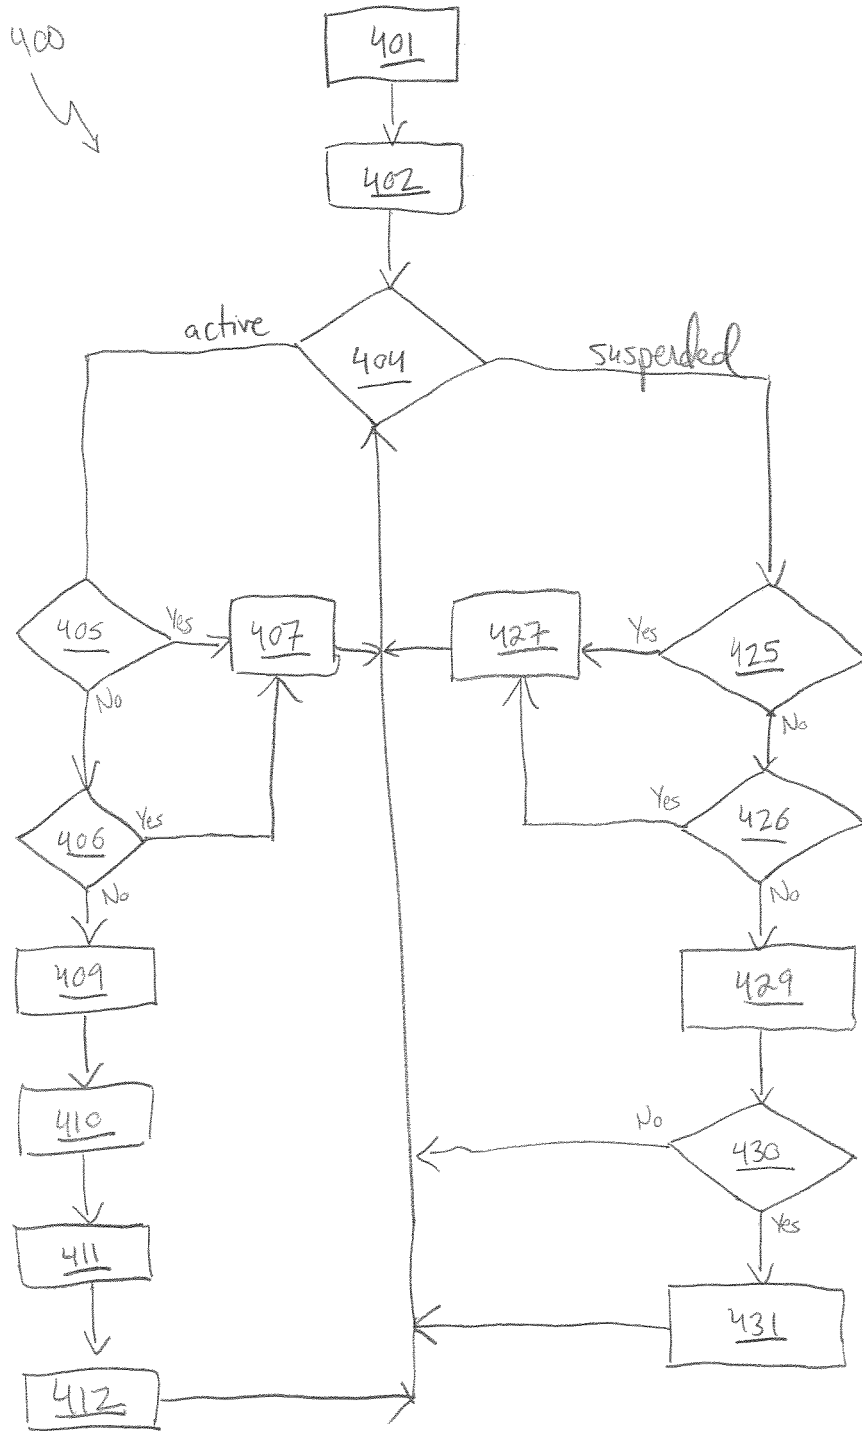 400
401
402
active
404
suspended
405
Yes
407
427
Yes
425
No
No
406
Yes
Yes
426
No
No
409
429
410
No
430
411
Yes
431
412